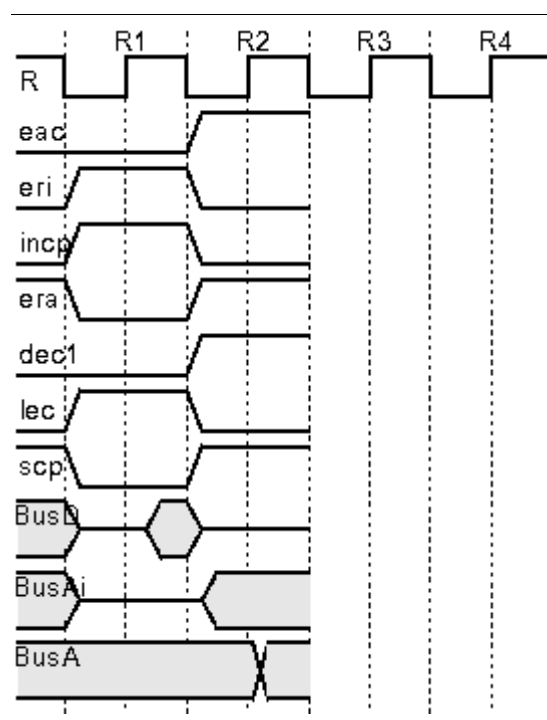 R1 R2 R3 R4
R
eac
eri
incp
era
dec1
lec
scp
BusD
BusAi
BusA